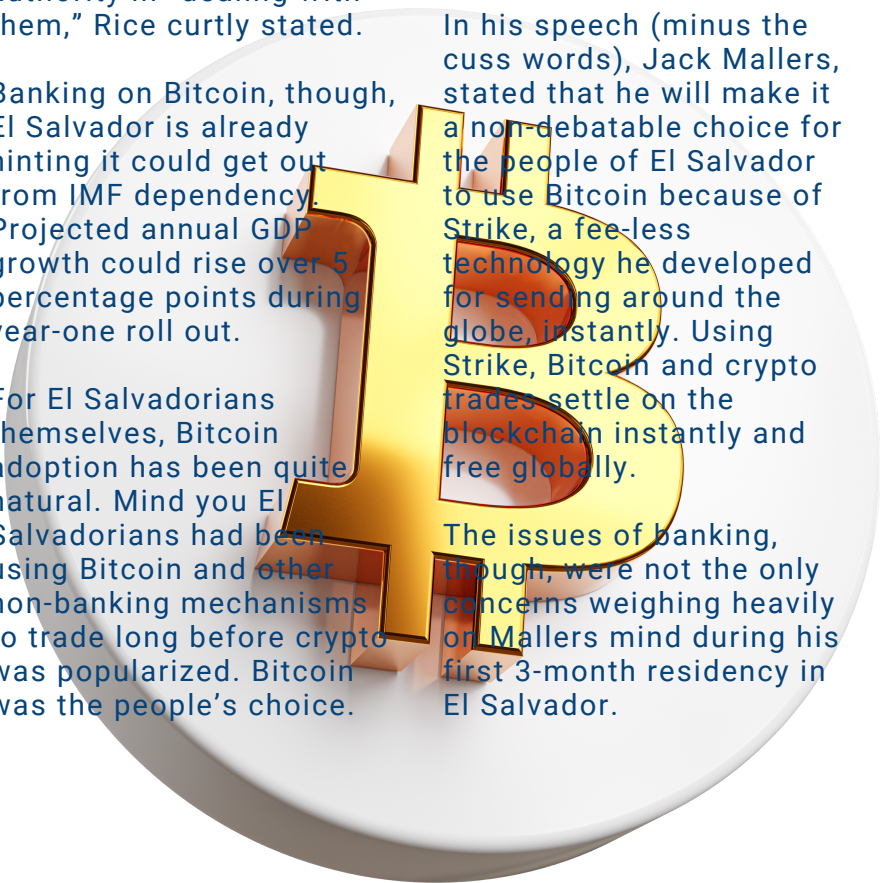 authority in “dealing with
them,” Rice curtly stated.
Banking on Bitcoin, though,
El Salvador is already
hinting it could get out
from IMF dependency.
Projected annual GDP
growth could rise over 5
percentage points during
year-one roll out.
For El Salvadorians
themselves, Bitcoin
adoption has been quite
natural. Mind you El
Salvadorians had been
using Bitcoin and other
non-banking mechanisms
to trade long before crypto
was popularized. Bitcoin
was the people’s choice.
In his speech (minus the
cuss words), Jack Mallers,
stated that he will make it
a non-debatable choice for
the people of El Salvador
to use Bitcoin because of
Strike, a fee-less
technology he developed
for sending around the
globe, instantly. Using
Strike, Bitcoin and crypto
trades settle on the
blockchain instantly and
free globally.
The issues of banking,
though, were not the only
concerns weighing heavily
on Mallers mind during his
first 3-month residency in
El Salvador.